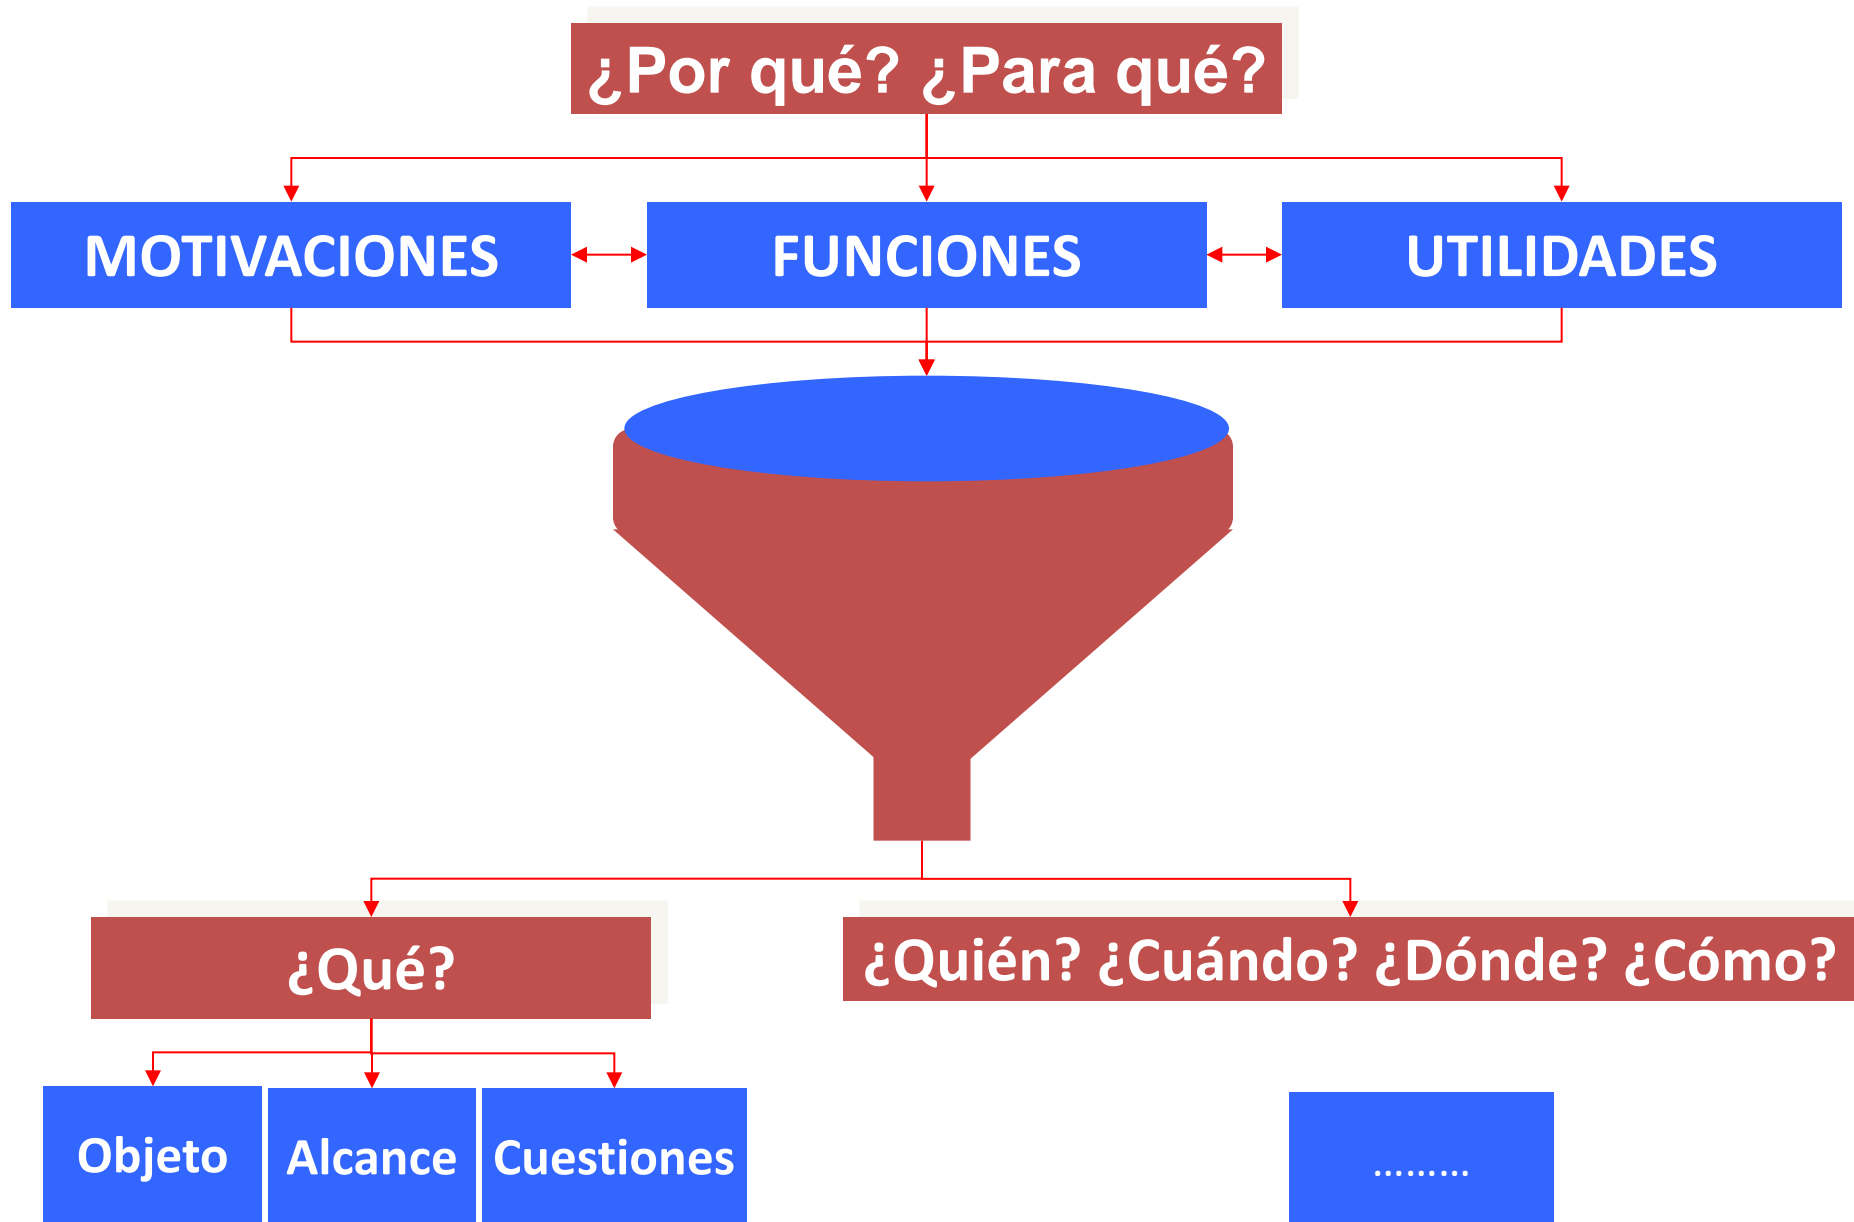 ¿Por qué? ¿Para qué?
MOTIVACIONES
FUNCIONES
UTILIDADES
¿Qué?
¿Quién? ¿Cuándo? ¿Dónde? ¿Cómo?
Objeto
Alcance
Cuestiones
………